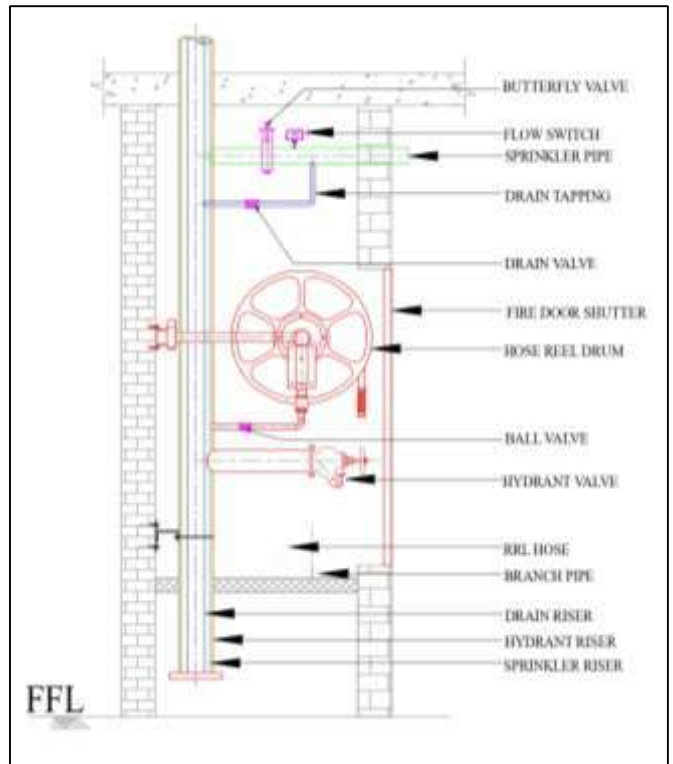 BUTTERFLY VALVE
FLOW SWITCH
SPRINKLER PIPE
DRAIN TAPPING
DRAIN VALVE
FIRE DOOR SHUTTER
HOSE REEL DRUM
BALL VALVE
HYDRANT VALVE
RRL HOSE
BRANCH PIPE
DRAIN RISER
HYDRANT RISER
SPRINKLER RISER
FFL